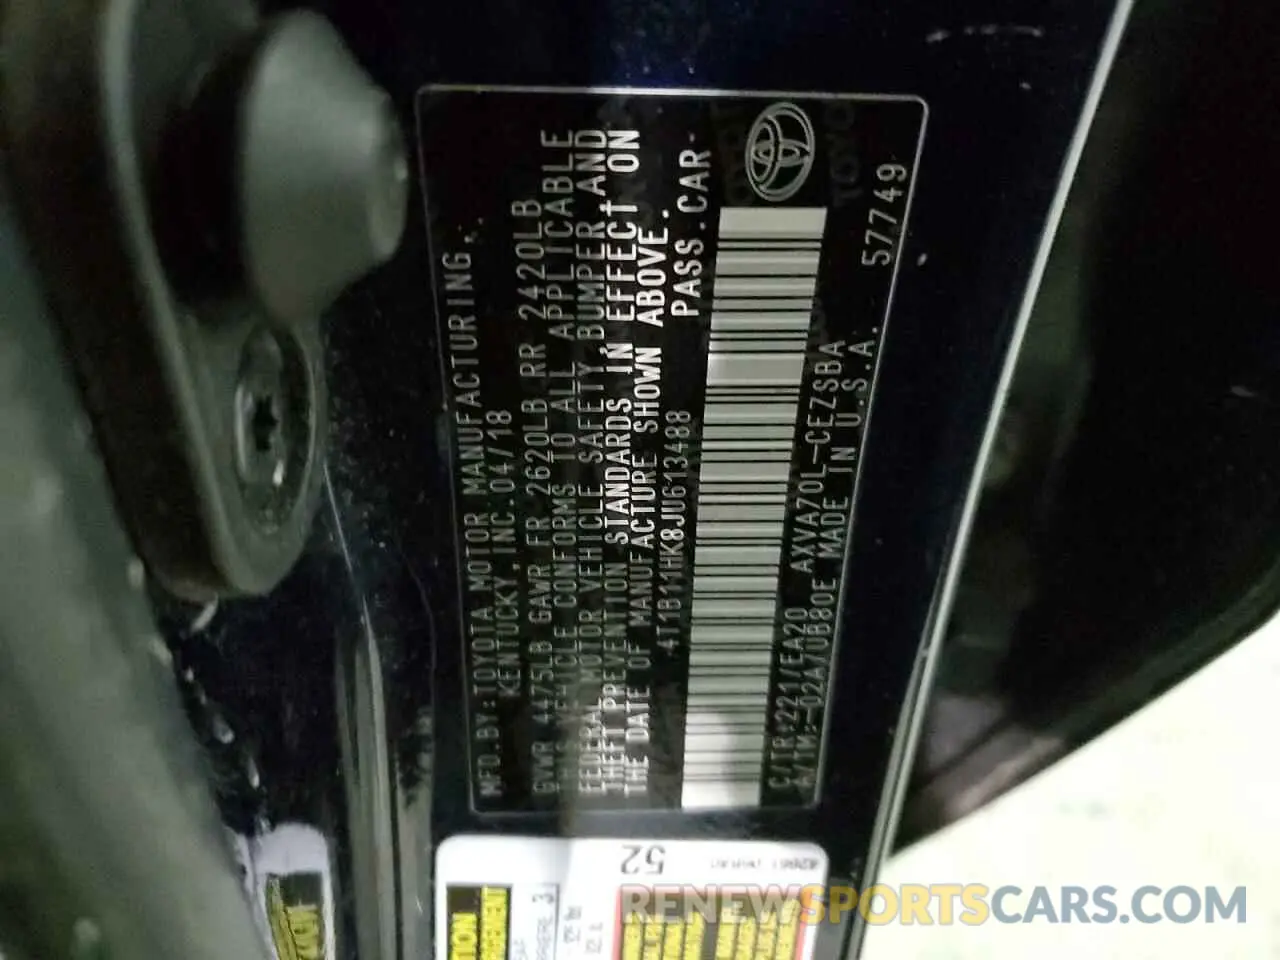 MFD.BY:TOYOTA MOTOR MANUFACTURING,
KENTUCKY,INC.04/18
GVWR 4475LB GAWR FR 2620LB RR 2420LB
THIS VEHICLE CONFORMS TO ALL APPLICABLE
FEDERAL MOTOR VEHICLE SAFETY,BUMPER,AND
THEFT PREVENTION STANDARDS IN EFFECT ON
THE DATE OF MANUFACTURE SHOWN ABOVE.
4T1B11HK8JU613488 PASS.CAR
C/TR:221/EA20 AXVA70L-CEZSBA
A/TM:-02A/UB80E MADE IN U.S.A.
57749
52
3
RENEWSPORTSCARS.COM